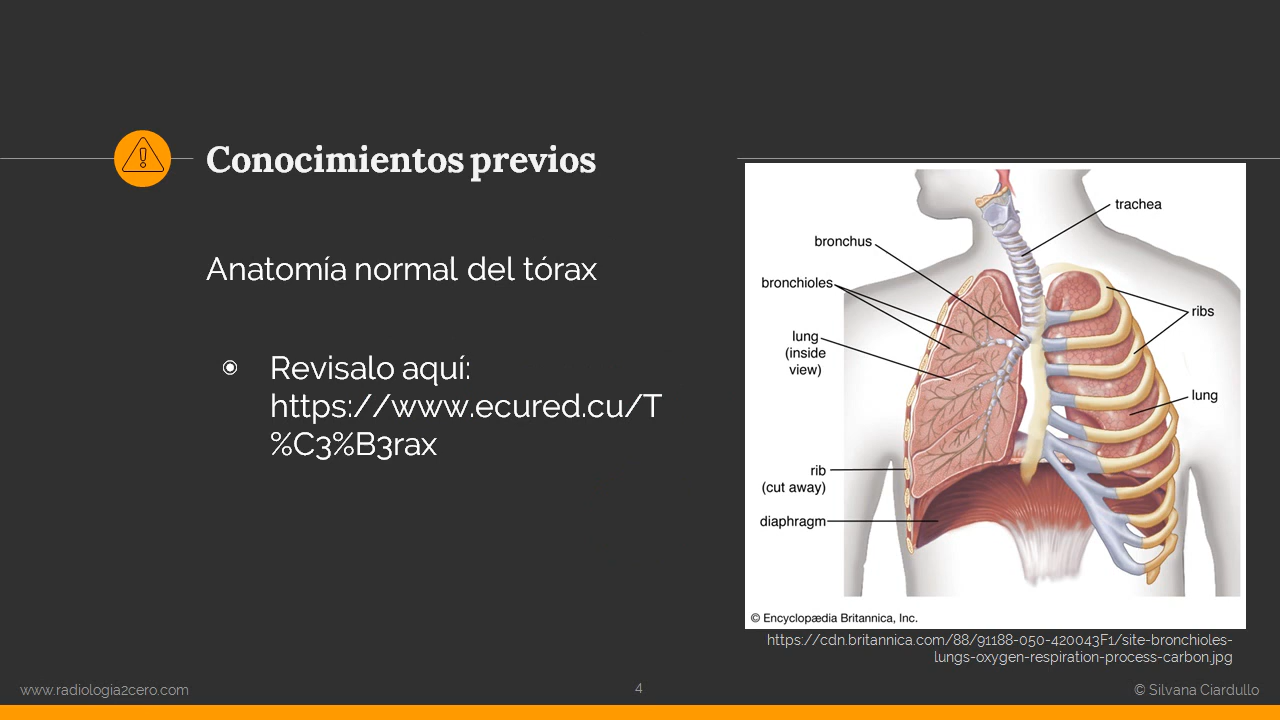 Conocimientos previos
Anatomía normal del tórax
Revisalo aquí:
https://www.ecured.cu/T
%C3%B3rax
trachea
bronchus
bronchioles
ribs
lung
(inside
view)
lung
rib
(cut away)
diaphragm
© Encyclopædia Britannica, Inc.
https://cdn.britannica.com/88/91188-050-420043F1/site-bronchioles-
lungs-oxygen-respiration-process-carbon.jpg
www.radiologia2cero.com
4
© Silvana Ciardullo